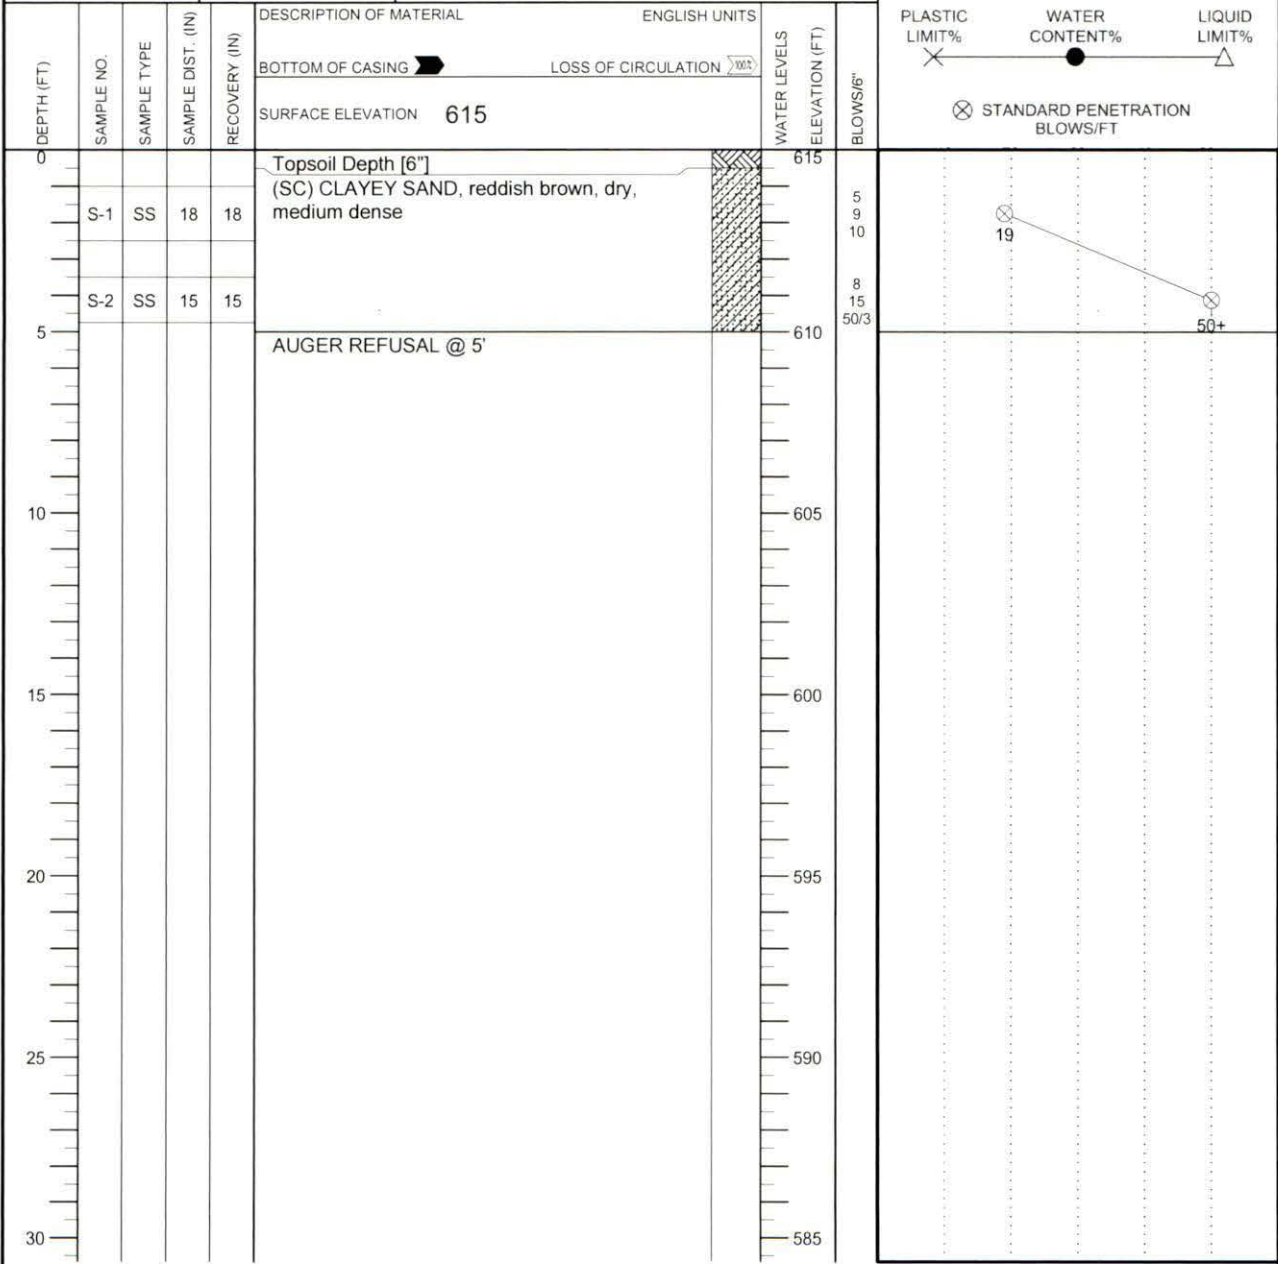 DEPTH (FT)
SAMPLE NO.
SAMPLE TYPE
SAMPLE DIST. (IN)
RECOVERY (IN)
DESCRIPTION OF MATERIAL ENGLISH UNITS
BOTTOM OF CASING LOSS OF CIRCULATION 100%
SURFACE ELEVATION 615
WATER LEVELS
ELEVATION (FT)
BLOWS/6"
PLASTIC LIMIT%
WATER CONTENT%
LIQUID LIMIT%
STANDARD PENETRATION
BLOWS/FT
0 Topsoil Depth [6"] 615
(SC) CLAYEY SAND, reddish brown, dry,
medium dense
S-1 SS 18 18
5
9
10
19
S-2 SS 15 15
8
15
50/3
50+
5 610
AUGER REFUSAL @ 5'
10 605
15 600
20 595
25 590
30 585